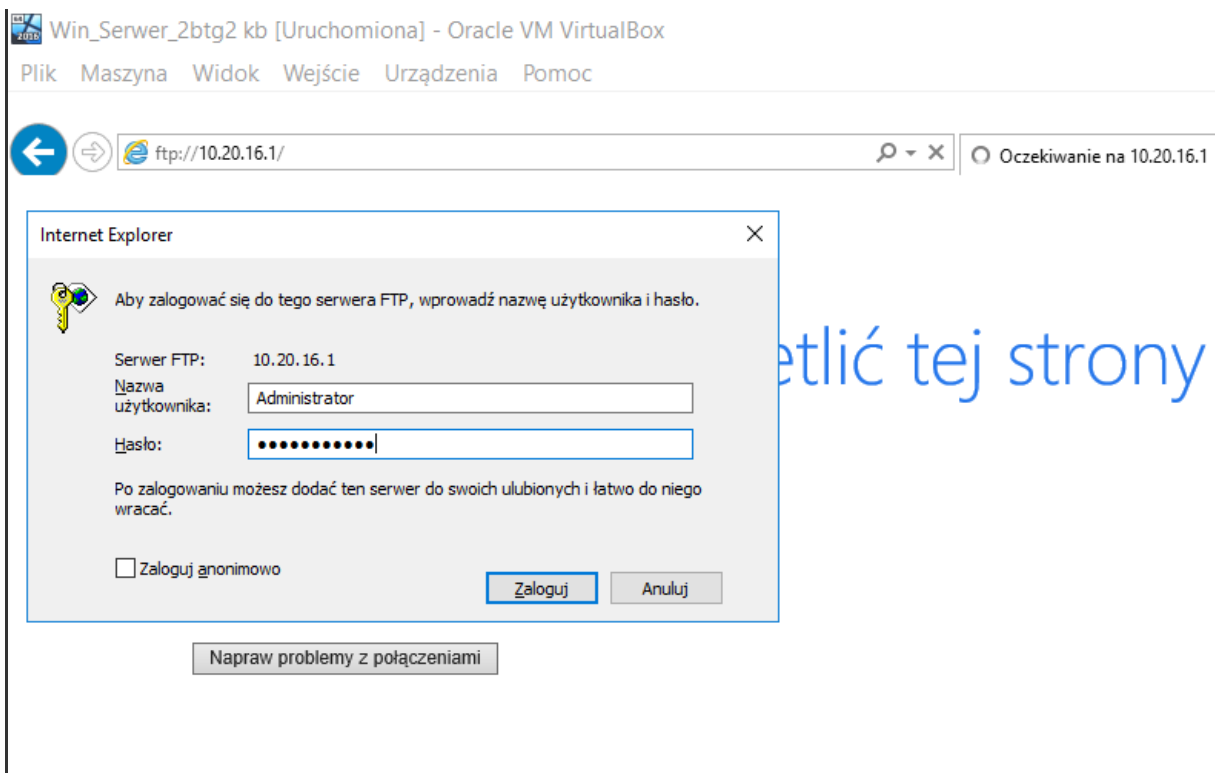 Win_Serwer_2btg2 kb [Uruchomiona] - Oracle VM VirtualBox
Plik Maszyna Widok Wejście Urządzenia Pomoc
ftp://10.20.16.1/
Oczekiwanie na 10.20.16.1
Internet Explorer
Aby zalogować się do tego serwera FTP, wprowadź nazwę użytkownika i hasło.
Serwer FTP: 10.20.16.1
Nazwa
użytkownika: Administrator
Hasło: ●●●●●●●●●●●
Po zalogowaniu możesz dodać ten serwer do swoich ulubionych i łatwo do niego
wracać.
Zaloguj anonimowo
Zaloguj Anuluj
etlić tej strony
Napraw problemy z połączeniami